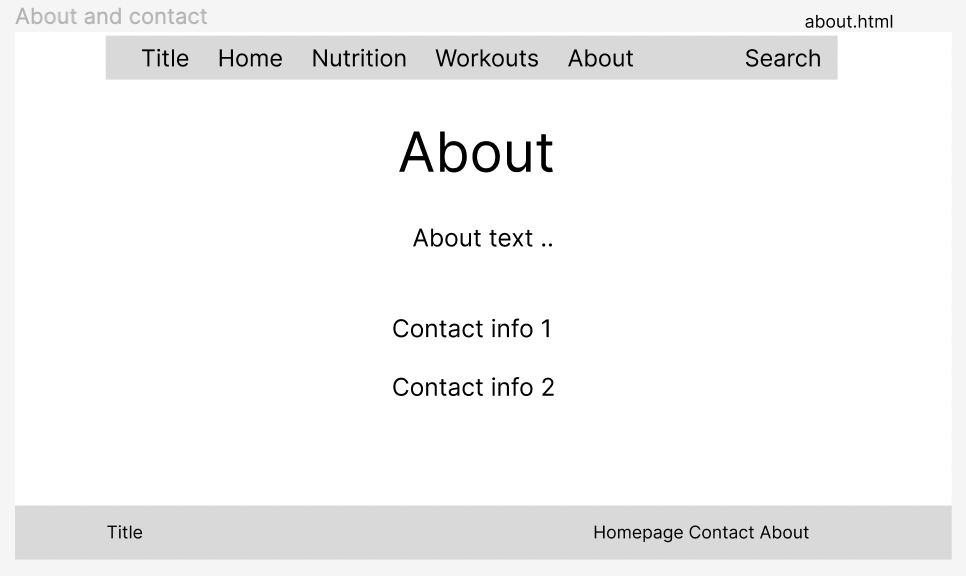 About and contact
about.html
Title Home Nutrition Workouts About Search
About
About text ..
Contact info 1
Contact info 2
Title Homepage Contact About